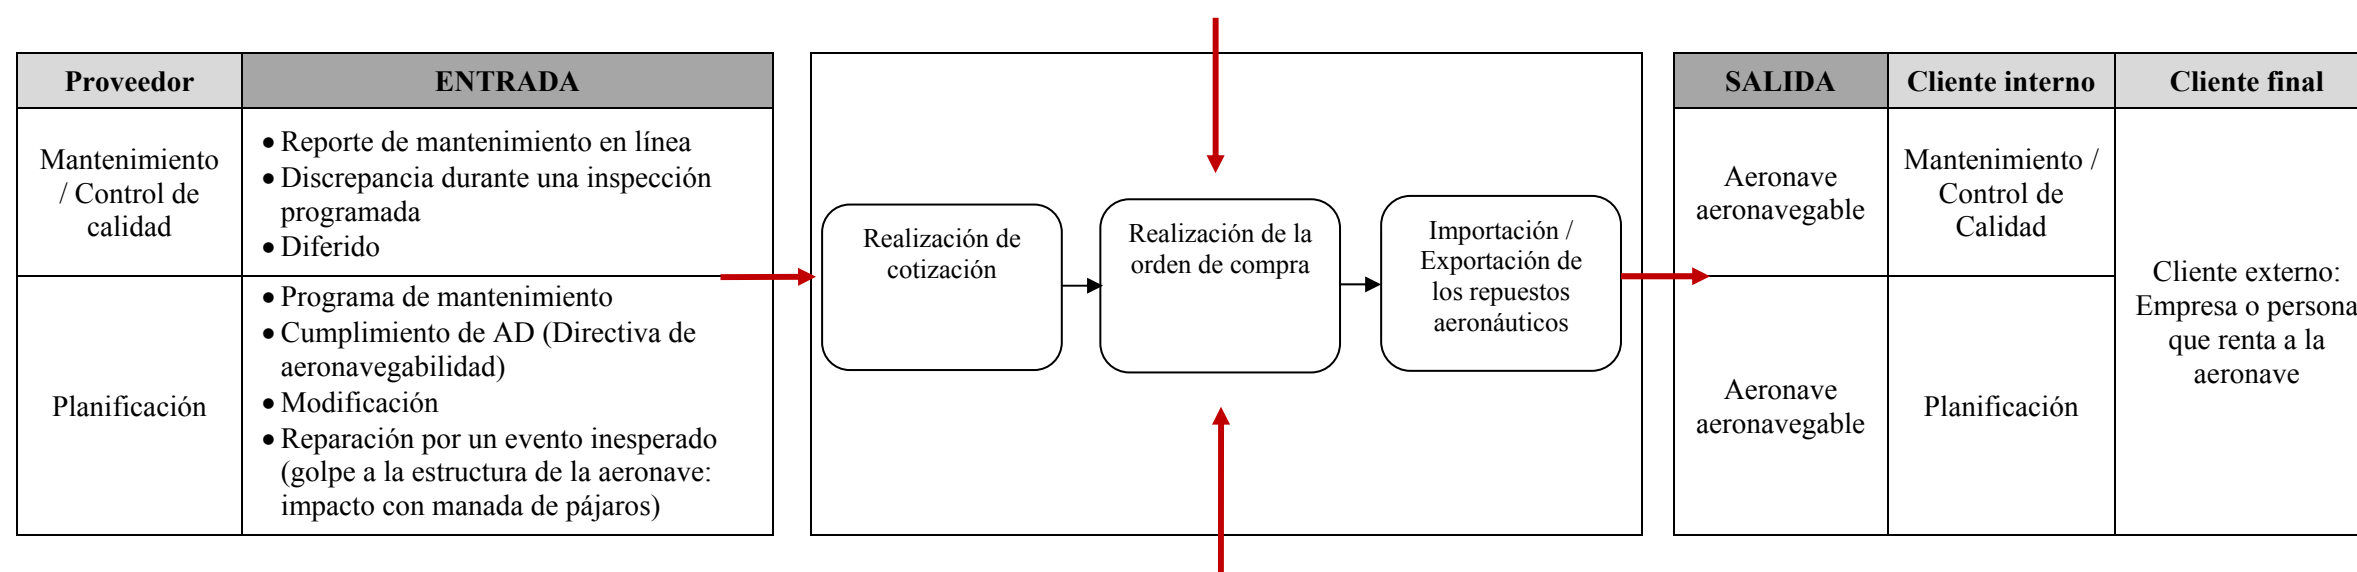 Proveedor
ENTRADA
Mantenimiento
/ Control de
calidad
• Reporte de mantenimiento en línea
• Discrepancia durante una inspección
programada
• Diferido
Planificación
• Programa de mantenimiento
• Cumplimiento de AD (Directiva de
aeronavegabilidad)
• Modificación
• Reparación por un evento inesperado
(golpe a la estructura de la aeronave:
impacto con manada de pájaros)
Realización de
cotización
Realización de la
orden de compra
Importación /
Exportación de
los repuestos
aeronáuticos
SALIDA
Cliente interno
Cliente final
Aeronave
aeronavegable
Mantenimiento /
Control de
Calidad
Aeronave
aeronavegable
Planificación
Cliente externo:
Empresa o persona
que renta a la
aeronave